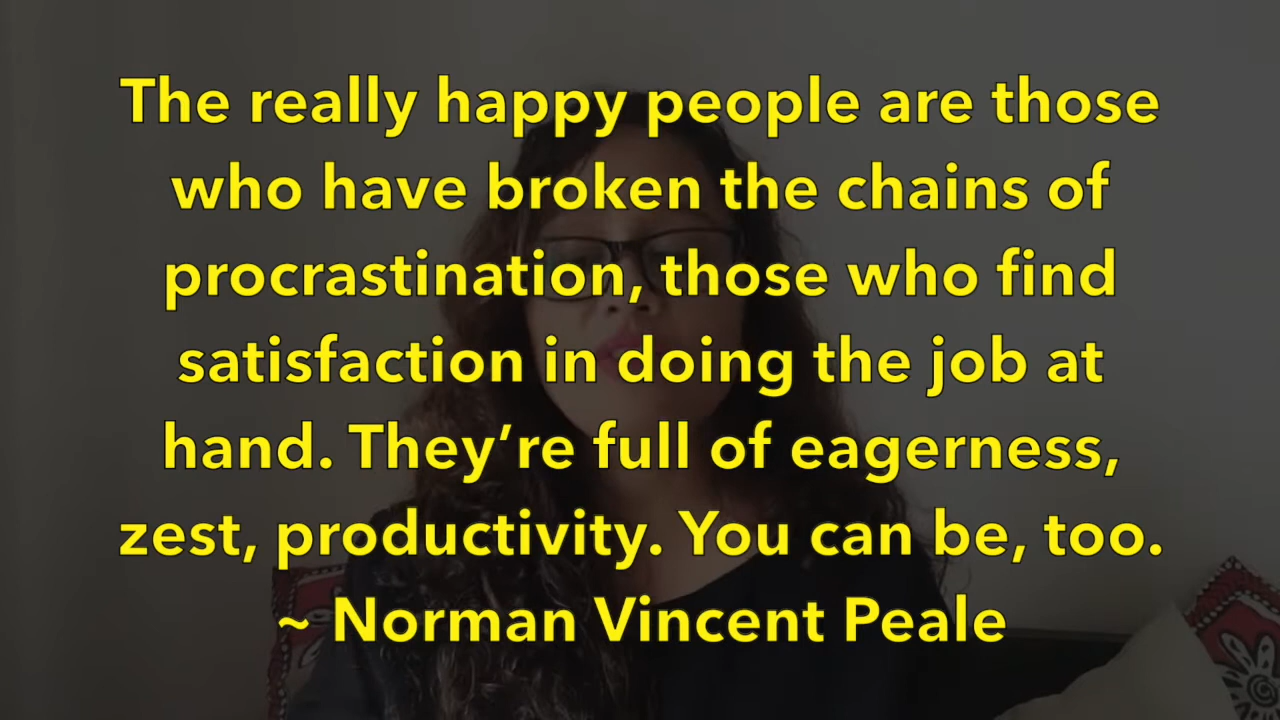 The really happy people are those
who have broken the chains of
procrastination, those who find
satisfaction in doing the job at
hand. They’re full of eagerness,
zest, productivity. You can be, too.
~ Norman Vincent Peale